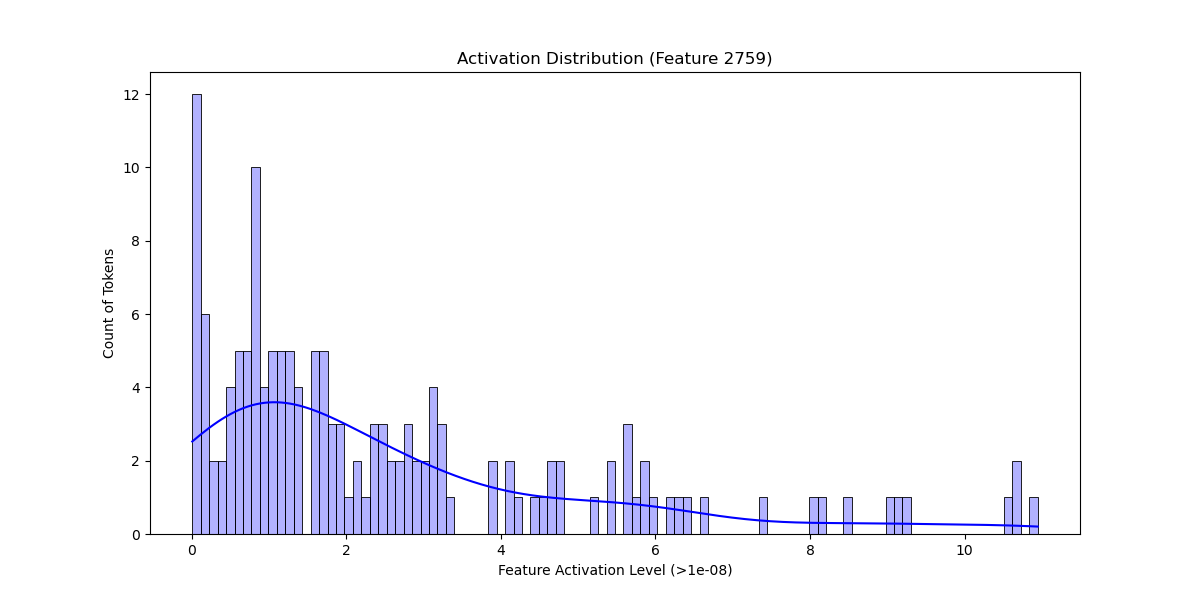 Activation Distribution (Feature 2759)
12
10
8
6
4
2
0
Count of Tokens
0 2 4 6 8 10
Feature Activation Level (>1e-08)